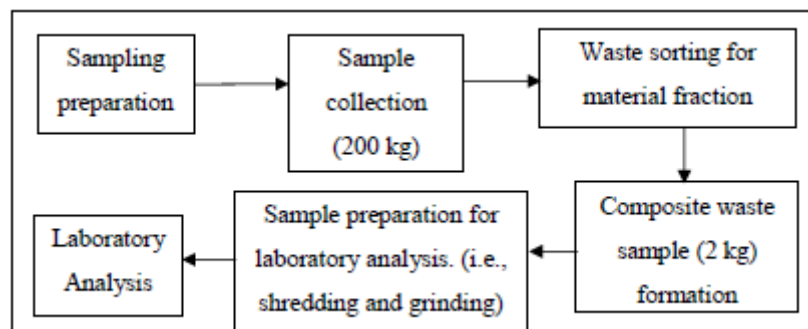 Sampling
preparation
Sample
collection
(200 kg)
Waste sorting for
material fraction
Composite waste
sample (2 kg)
formation
Sample preparation for
laboratory analysis. (i.e.,
shredding and grinding)
Laboratory
Analysis